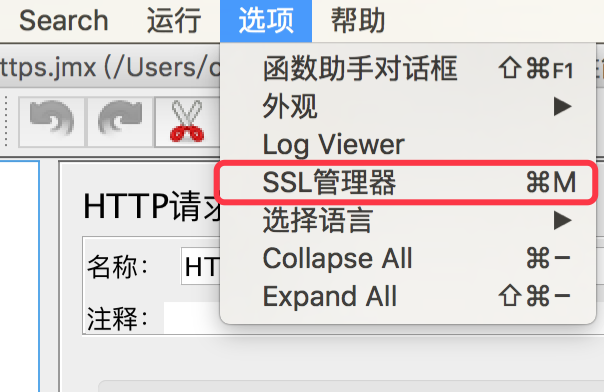 Search 运行 选项 帮助
ttps.jmx (/Users/c
函数助手对话框 ⇧⌘F1
外观 ▶
Log Viewer
SSL管理器 ⌘M
选择语言 ▶
Collapse All ⌘−
Expand All ⇧⌘−
HTTP请求
名称： HT
注释：